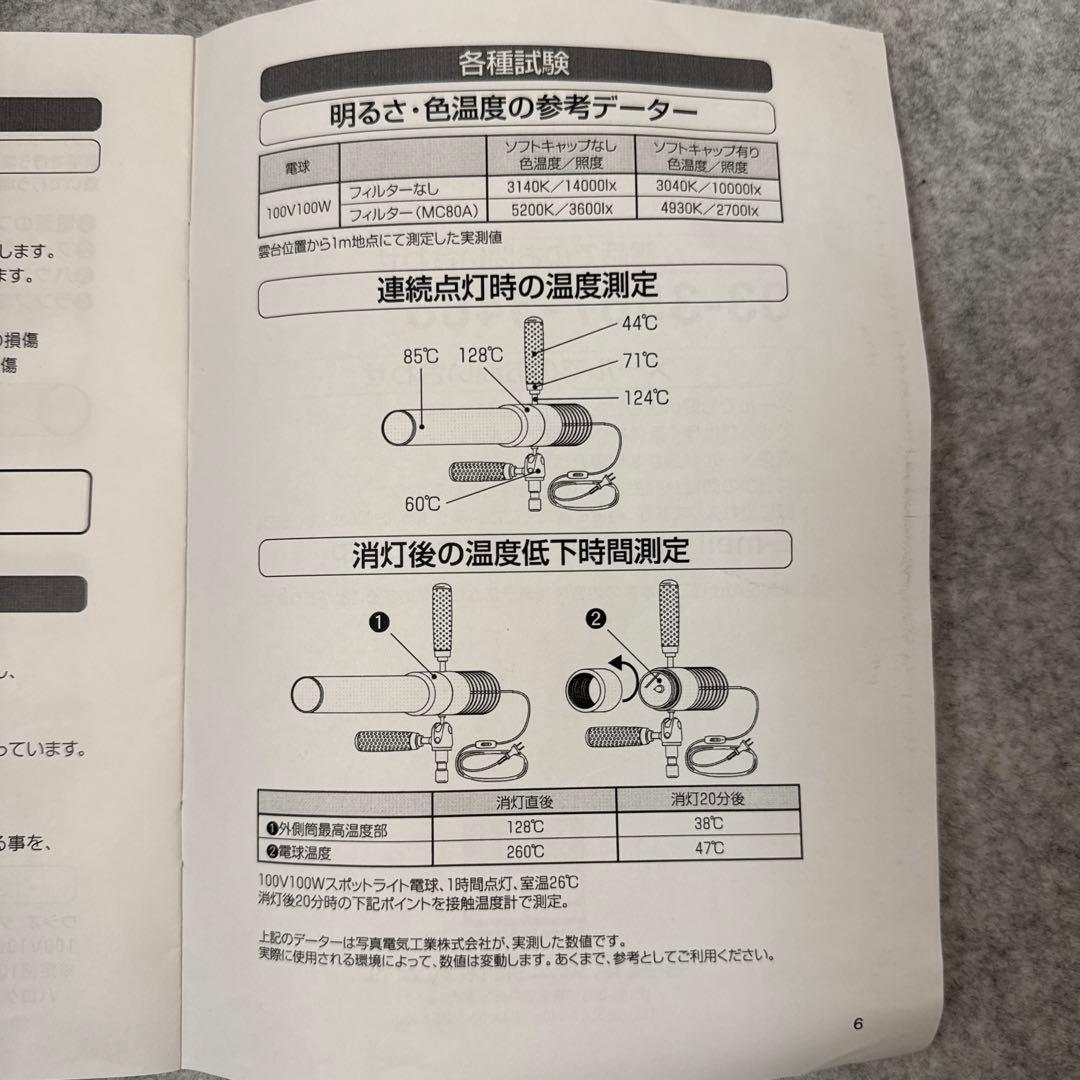 します。
ます。
の損傷
傷
し、
っています。
る事を、
各種試験
明るさ・色温度の参考データー
電球
ソフトキャップなし
色温度／照度
ソフトキャップ有り
色温度／照度
100V100W
フィルターなし
3140K／14000lx
3040K／10000lx
フィルター（MC80A）
5200K／3600lx
4930K／2700lx
雲台位置から1m地点にて測定した実測値
連続点灯時の温度測定
44℃
71℃
124℃
85℃
128℃
60℃
消灯後の温度低下時間測定
❶
❷
消灯直後
消灯20分後
❶外側筒最高温度部
128℃
38℃
❷電球温度
260℃
47℃
100V100Wスポットライト電球、1時間点灯、室温26℃
消灯後20分時の下記ポイントを接触温度計で測定。
上記のデーターは写真電気工業株式会社が、実測した数値です。
実際に使用される環境によって、数値は変動します。あくまで、参考としてご利用ください。
6